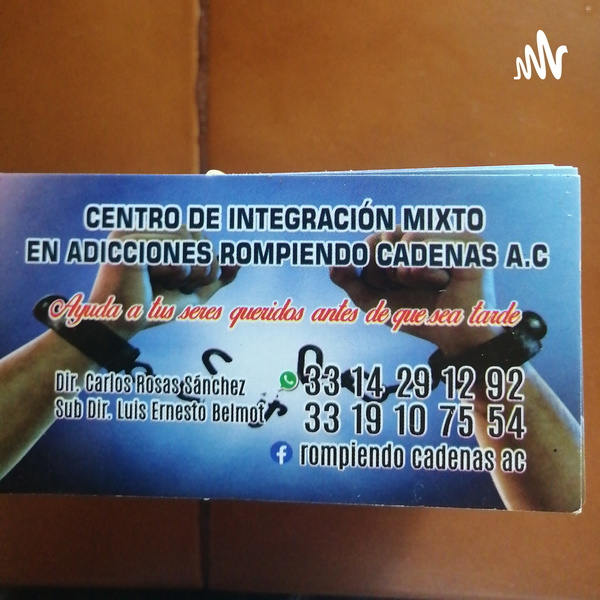 CENTRO DE INTEGRACIÓN MIXTO
EN ADICCIONES ROMPIENDO CADENAS A.C
Ayuda a tus seres queridos antes de que sea tarde
Dir. Carlos Rosas Sánchez
Sub Dir. Luis Ernesto Belmot
33 14 29 12 92
33 19 10 75 54
rompiendo cadenas ac